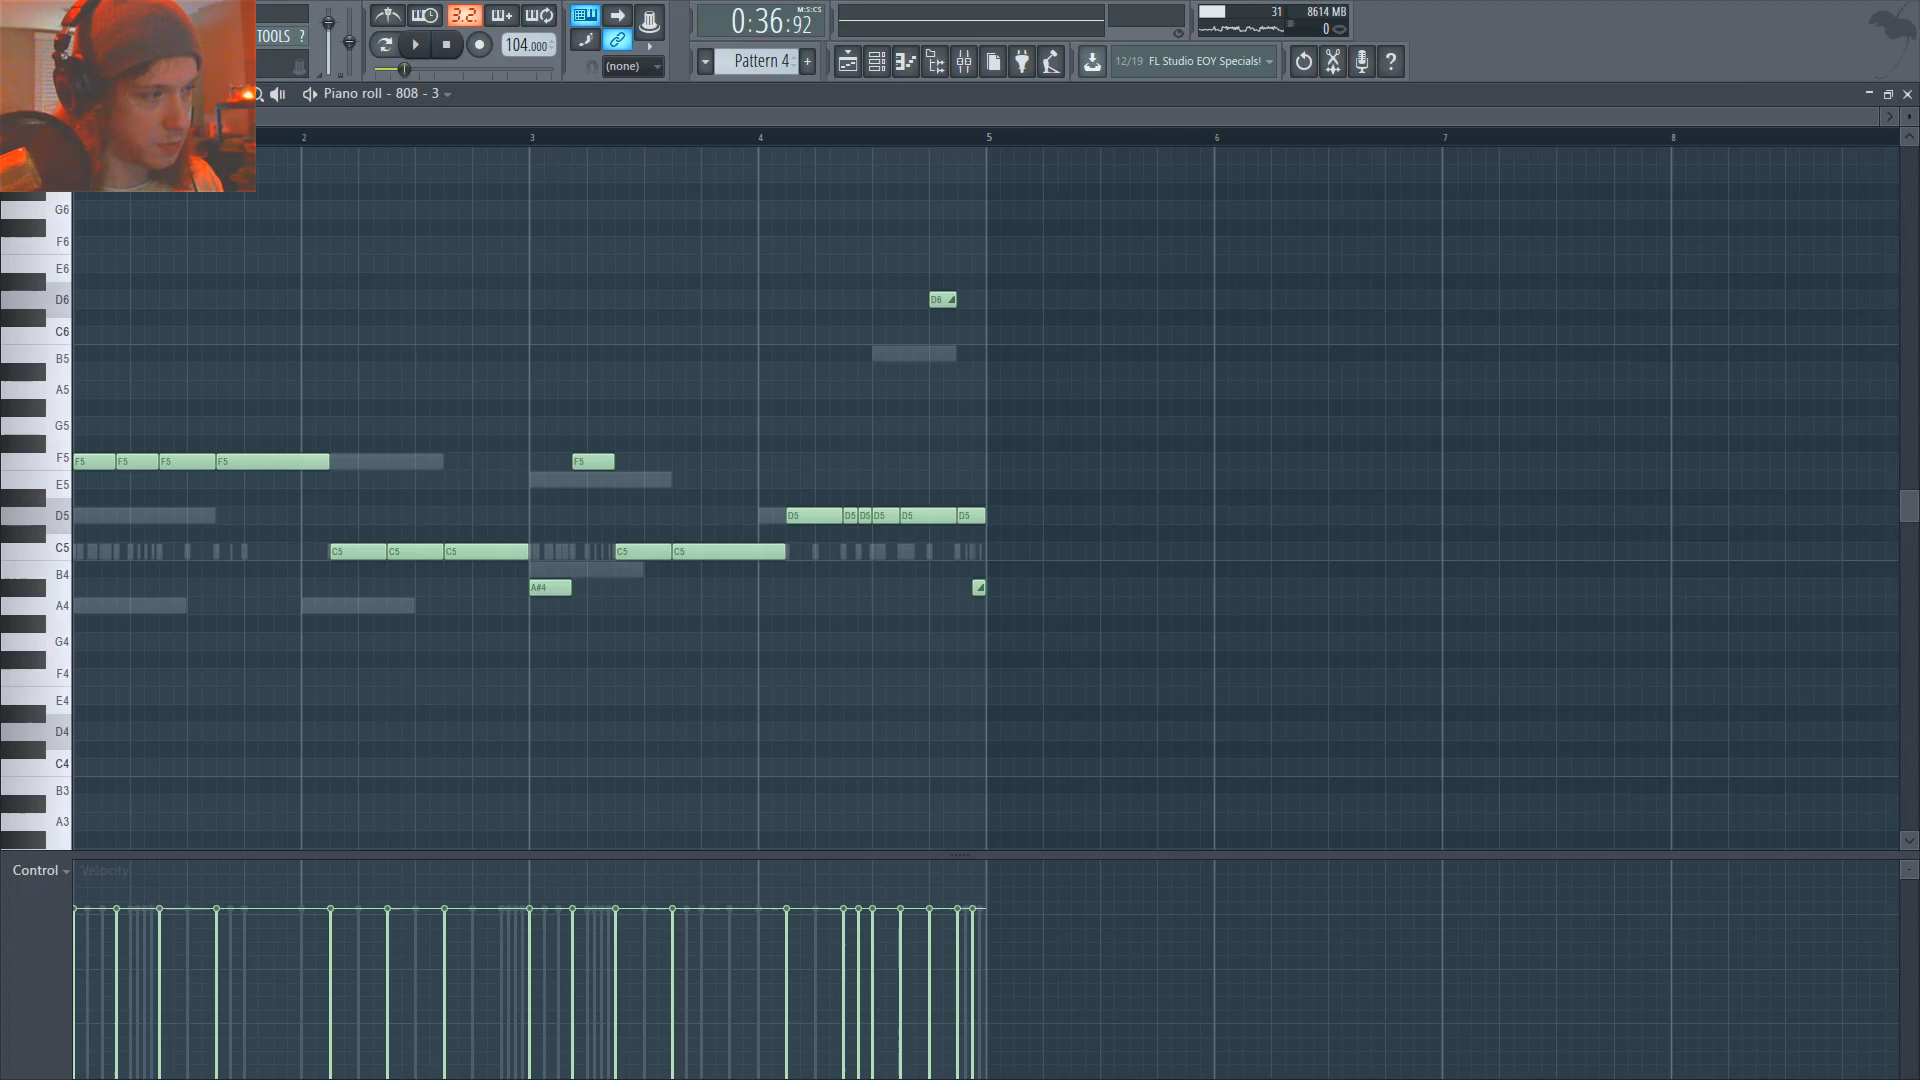 TOOLS ?
3.2.
104.000
(none)
0:36:92
M:S:CS
Pattern 4
+
31
8614 MB
0
12/19 FL Studio EOY Specials!
?
Piano roll - 808 - 3
2 3 4 5 6 7 8
G6
F6
E6
D6
D6
C6
B5
A5
G5
F5
F5 F5 F5 F5
F5
E5
D5
D5 D5 D5 D5 D5 D5
C5
C5 C5 C5
C5 C5
B4
A#4
A4
G4
F4
E4
D4
C4
B3
A3
Control
Velocity